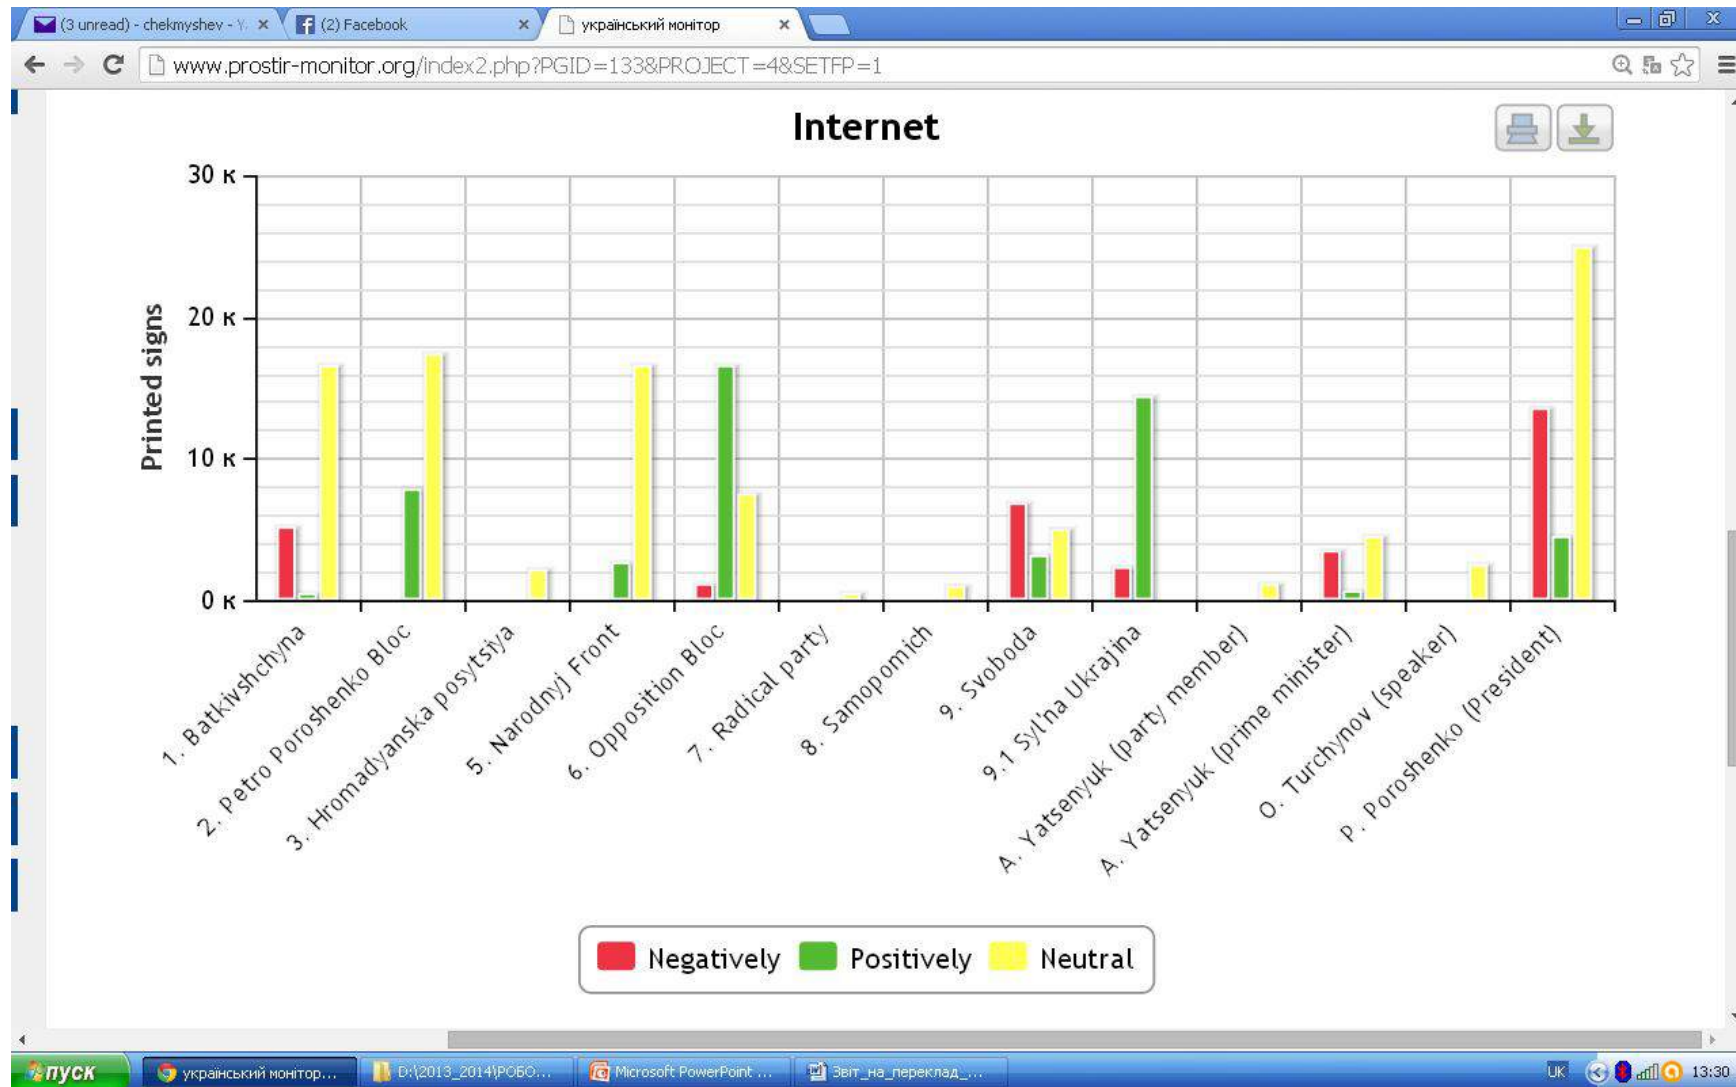 (3 unread) - chekmyshev - Y
(2) Facebook
український монітор
www.prostir-monitor.org/index2.php?PGID=133&PROJECT=4&SETFP=1
Internet
Printed signs
30 к
20 к
10 к
0 к
1. Batkivshchyna
2. Petro Poroshenko Bloc
3. Hromadyanska posytsiya
5. Narodnyj Front
6. Opposition Bloc
7. Radical party
8. Samopomich
9. Svoboda
9.1 Syl'na Ukrajina
A. Yatsenyuk (party member)
A. Yatsenyuk (prime minister)
O. Turchynov (speaker)
P. Poroshenko (President)
Negatively Positively Neutral
пуск
український монітор...
D:\2013_2014\РОБО...
Microsoft PowerPoint ...
Звіт_на_переклад_...
UK
13:30